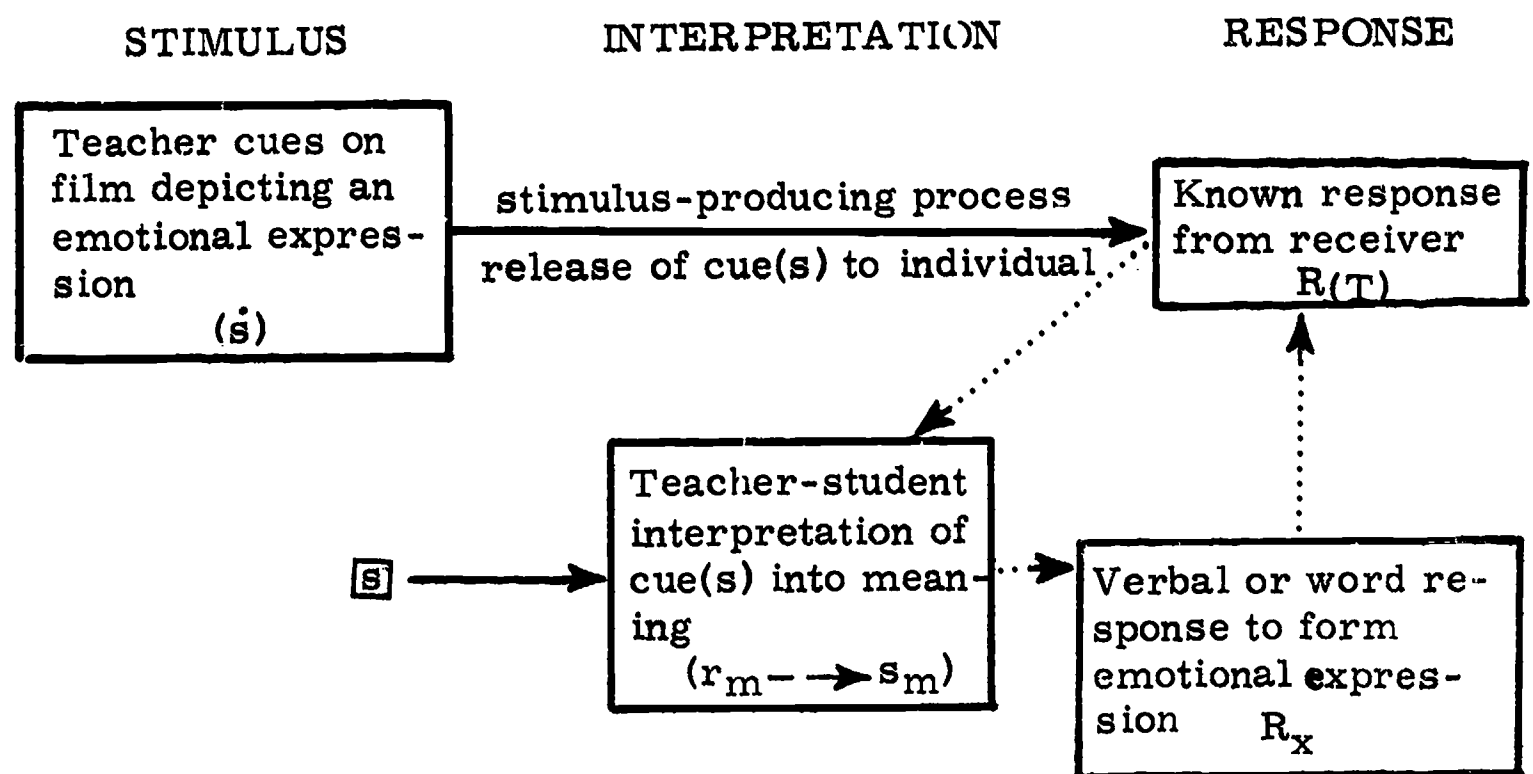 STIMULUS
INTERPRETATION
RESPONSE
Teacher cues on
film depicting an
emotional expres-
sion
(ṡ)
stimulus-producing process
release of cue(s) to individual
Known response
from receiver
R(T)
s
Teacher-student
interpretation of
cue(s) into mean-
ing
(rm- → sm)
Verbal or word re-
sponse to form
emotional expres-
sion Rx